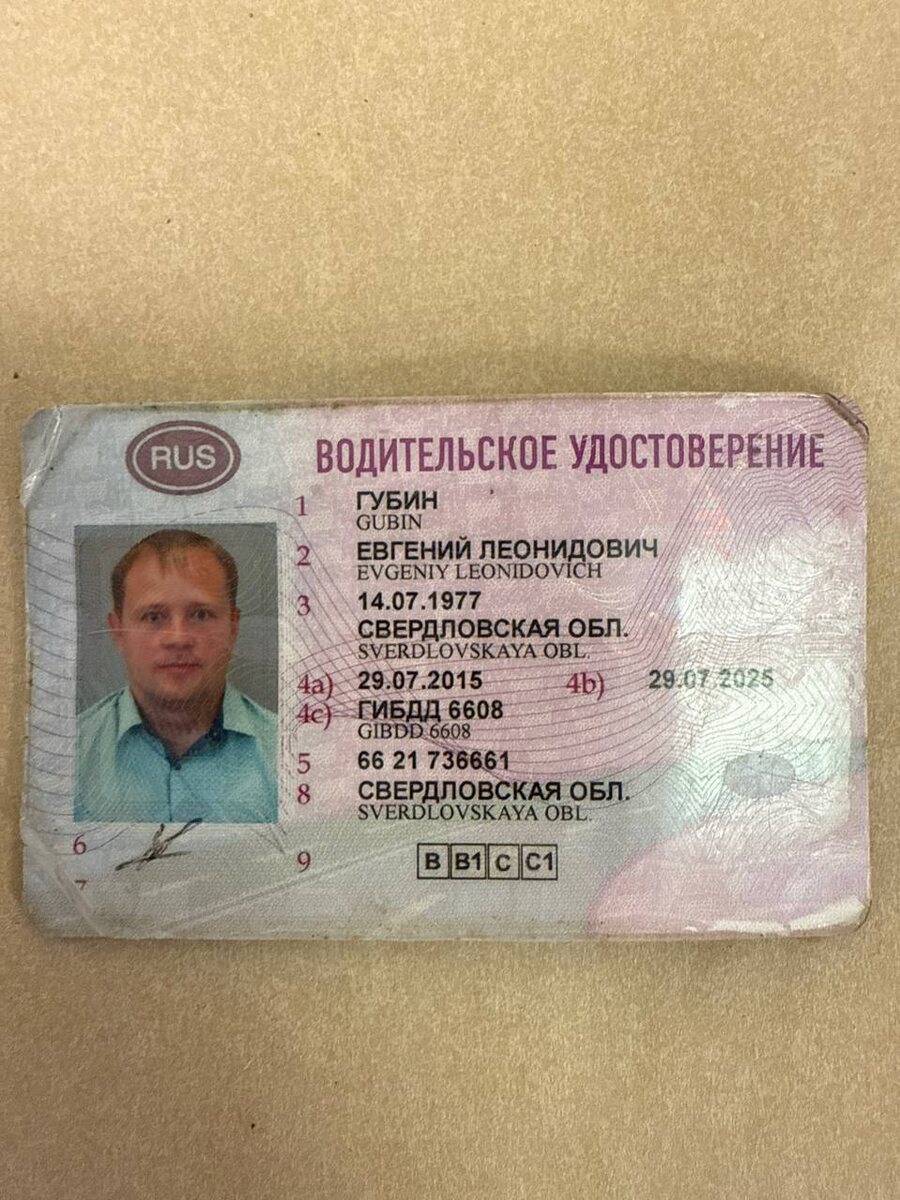 RUS
ВОДИТЕЛЬСКОЕ УДОСТОВЕРЕНИЕ
1 ГУБИН
GUBIN
2 ЕВГЕНИЙ ЛЕОНИДОВИЧ
EVGENIY LEONIDOVICH
3 14.07.1977
СВЕРДЛОВСКАЯ ОБЛ.
SVERDLOVSKAYA OBL.
4a) 29.07.2015 4b) 29.07.2025
4c) ГИБДД 6608
GIBDD 6608
5 66 21 736661
8 СВЕРДЛОВСКАЯ ОБЛ.
SVERDLOVSKAYA OBL.
6
9 B B1 C C1
7